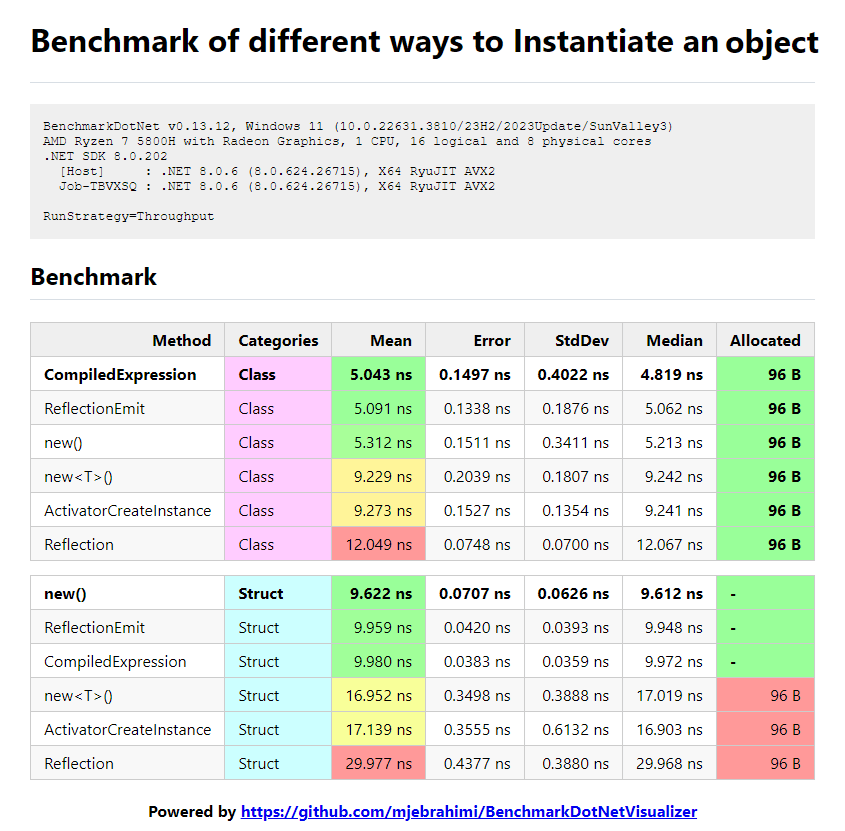 Benchmark of different ways to Instantiate an object
BenchmarkDotNet v0.13.12, Windows 11 (10.0.22631.3810/23H2/2023Update/SunValley3)
AMD Ryzen 7 5800H with Radeon Graphics, 1 CPU, 16 logical and 8 physical cores
.NET SDK 8.0.202
[Host]     : .NET 8.0.6 (8.0.624.26715), X64 RyuJIT AVX2
Job-TBVXSQ : .NET 8.0.6 (8.0.624.26715), X64 RyuJIT AVX2
RunStrategy=Throughput
Benchmark
Method Categories Mean Error StdDev Median Allocated
CompiledExpression Class 5.043 ns 0.1497 ns 0.4022 ns 4.819 ns 96 B
ReflectionEmit Class 5.091 ns 0.1338 ns 0.1876 ns 5.062 ns 96 B
new() Class 5.312 ns 0.1511 ns 0.3411 ns 5.213 ns 96 B
new<T>() Class 9.229 ns 0.2039 ns 0.1807 ns 9.242 ns 96 B
ActivatorCreateInstance Class 9.273 ns 0.1527 ns 0.1354 ns 9.241 ns 96 B
Reflection Class 12.049 ns 0.0748 ns 0.0700 ns 12.067 ns 96 B
new() Struct 9.622 ns 0.0707 ns 0.0626 ns 9.612 ns -
ReflectionEmit Struct 9.959 ns 0.0420 ns 0.0393 ns 9.948 ns -
CompiledExpression Struct 9.980 ns 0.0383 ns 0.0359 ns 9.972 ns -
new<T>() Struct 16.952 ns 0.3498 ns 0.3888 ns 17.019 ns 96 B
ActivatorCreateInstance Struct 17.139 ns 0.3555 ns 0.6132 ns 16.903 ns 96 B
Reflection Struct 29.977 ns 0.4377 ns 0.3880 ns 29.968 ns 96 B
Powered by https://github.com/mjebrahimi/BenchmarkDotNetVisualizer